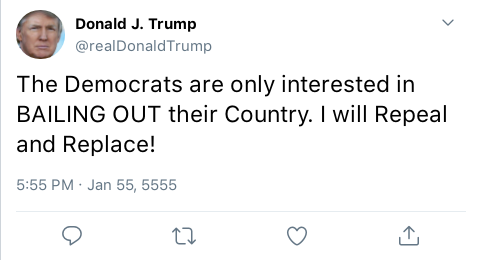 Donald J. Trump
@realDonaldTrump
The Democrats are only interested in
BAILING OUT their Country. I will Repeal
and Replace!
5:55 PM · Jan 55, 5555